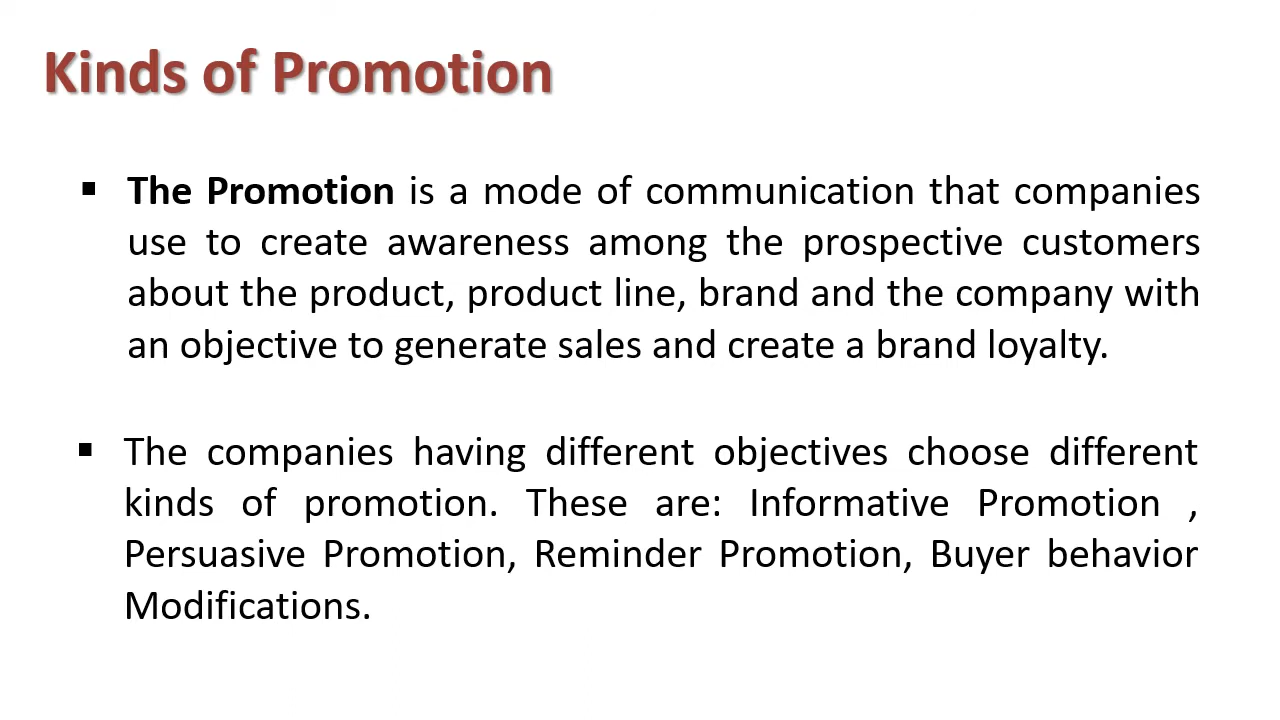 Kinds of Promotion
▪ The Promotion is a mode of communication that companies
use to create awareness among the prospective customers
about the product, product line, brand and the company with
an objective to generate sales and create a brand loyalty.
▪ The companies having different objectives choose different
kinds of promotion. These are: Informative Promotion ,
Persuasive Promotion, Reminder Promotion, Buyer behavior
Modifications.